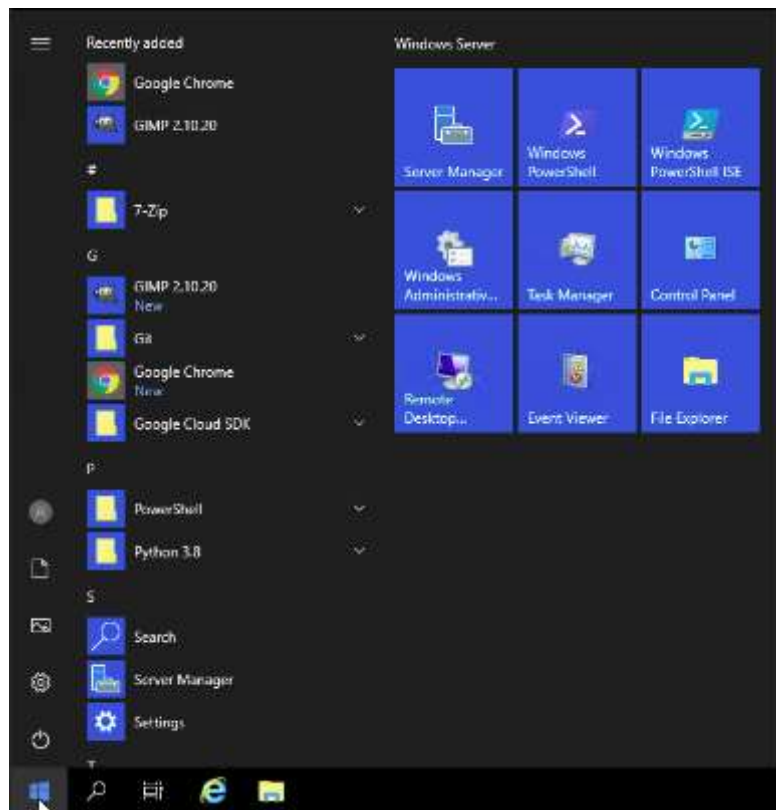 Recently added
Google Chrome
GIMP 2.10.20
#
7-Zip
G
GIMP 2.10.20
New
Git
Google Chrome
New
Google Cloud SDK
P
PowerShell
Python 3.8
S
Search
Server Manager
Settings
T
Windows Server
Server Manager
Windows
PowerShell
Windows
PowerShell ISE
Windows
Administrativ...
Task Manager
Control Panel
Remote
Desktop...
Event Viewer
File Explorer